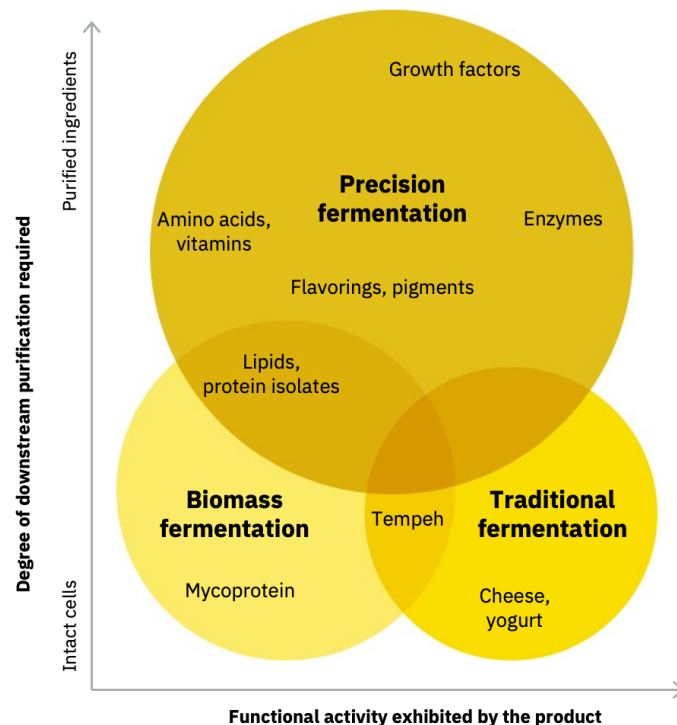 Growth factors
Purified ingredients
Precision
fermentation
Amino acids,
vitamins
Enzymes
Flavorings, pigments
Degree of downstream purification required
Lipids,
protein isolates
Biomass
fermentation
Tempeh
Traditional
fermentation
Mycoprotein
Cheese,
yogurt
Intact cells
Functional activity exhibited by the product